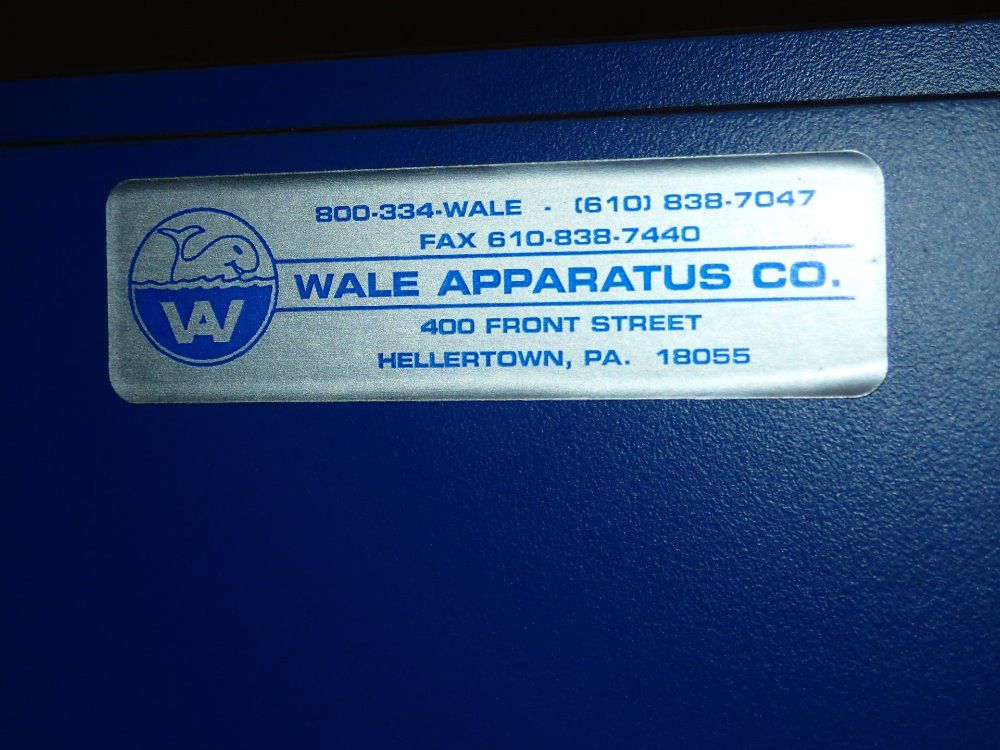 800-334-WALE - (610) 838-7047
FAX 610-838-7440
WALE APPARATUS CO.
WA
400 FRONT STREET
HELLERTOWN, PA. 18055